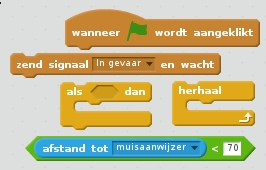 wanneer wordt aangeklikt
zend signaal In gevaar en wacht
als dan
herhaal
afstand tot muisaanwijzer < 70